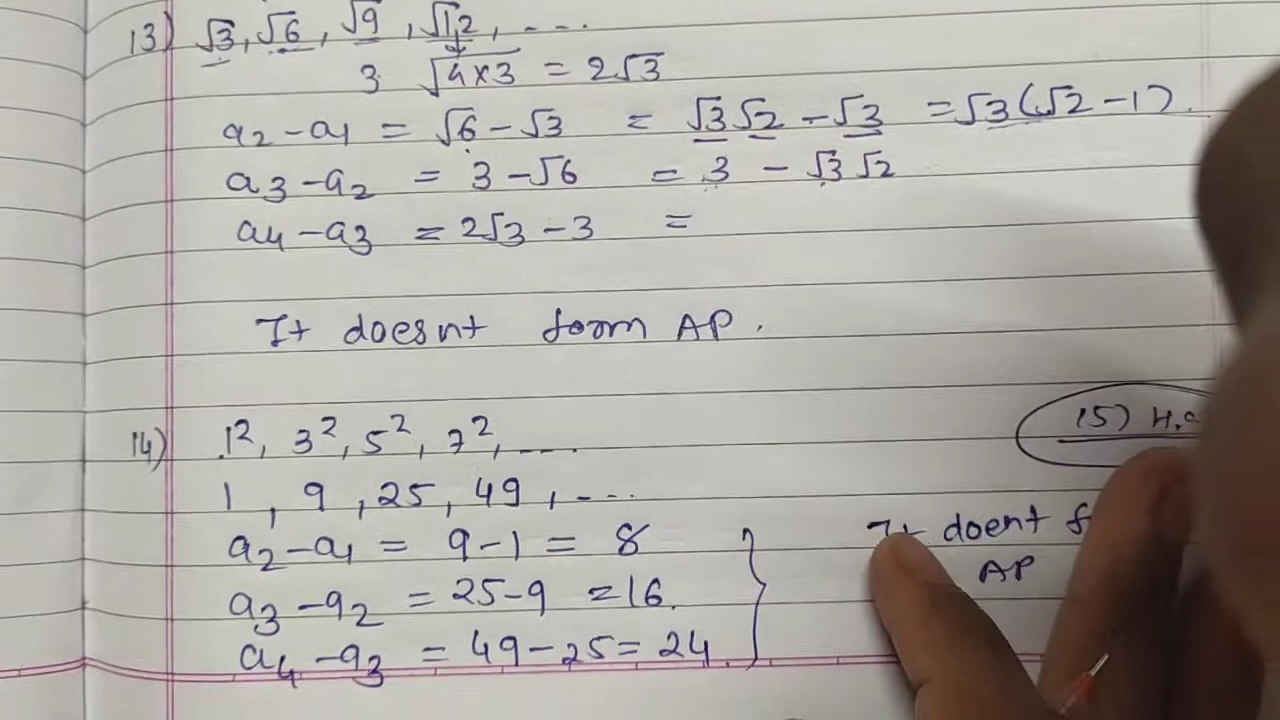 13) √3, √6, √9, √12, ----
3 √4×3 = 2√3
a2 - a1 = √6 - √3 = √3√2 - √3 = √3(√2 - 1).
a3 - a2 = 3 - √6 = 3 - √3√2
a4 - a3 = 2√3 - 3 =
It doesnt form AP.
14) 1², 3², 5², 7², ----
15)
1, 9, 25, 49, ---
a2 - a1 = 9 - 1 = 8
It doent
a3 - a2 = 25 - 9 = 16.
AP
a4 - a3 = 49 - 25 = 24.